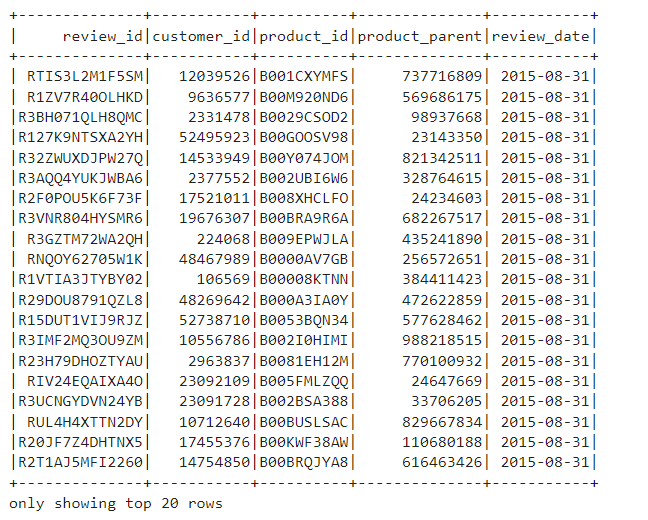 +--------------+-----------+----------+--------------+-----------+
|     review_id|customer_id|product_id|product_parent|review_date|
+--------------+-----------+----------+--------------+-----------+
| RTIS3L2M1F5SM|   12039526|B001CXYMFS|     737716809| 2015-08-31|
| R1ZV7R40OLHKD|    9636577|B00M920ND6|     569686175| 2015-08-31|
|R3BH071QLH8QMC|    2331478|B0029CSOD2|      98937668| 2015-08-31|
|R127K9NTSXA2YH|   52495923|B00GOOSV98|      23143350| 2015-08-31|
|R32ZWUXDJPW27Q|   14533949|B00Y074JOM|     821342511| 2015-08-31|
|R3AQQ4YUKJWBA6|    2377552|B002UBI6W6|     328764615| 2015-08-31|
|R2F0POU5K6F73F|   17521011|B008XHCLFO|      24234603| 2015-08-31|
|R3VNR804HYSMR6|   19676307|B00BRA9R6A|     682267517| 2015-08-31|
| R3GZTM72WA2QH|     224068|B009EPWJLA|     435241890| 2015-08-31|
| RNQOY62705W1K|   48467989|B0000AV7GB|     256572651| 2015-08-31|
|R1VTIA3JTYBY02|     106569|B00008KTNN|     384411423| 2015-08-31|
|R29DOU8791QZL8|   48269642|B000A3IA0Y|     472622859| 2015-08-31|
|R15DUT1VIJ9RJZ|   52738710|B0053BQN34|     577628462| 2015-08-31|
|R3IMF2MQ3OU9ZM|   10556786|B002I0HIMI|     988218515| 2015-08-31|
|R23H79DHOZTYAU|    2963837|B0081EH12M|     770100932| 2015-08-31|
| RIV24EQAIXA4O|   23092109|B005FMLZQQ|      24647669| 2015-08-31|
|R3UCNGYDVN24YB|   23091728|B002BSA388|      33706205| 2015-08-31|
| RUL4H4XTTN2DY|   10712640|B00BUSLSAC|     829667834| 2015-08-31|
|R20JF7Z4DHTNX5|   17455376|B00KWF38AW|     110680188| 2015-08-31|
|R2T1AJ5MFI2260|   14754850|B00BRQJYA8|     616463426| 2015-08-31|
+--------------+-----------+----------+--------------+-----------+
only showing top 20 rows